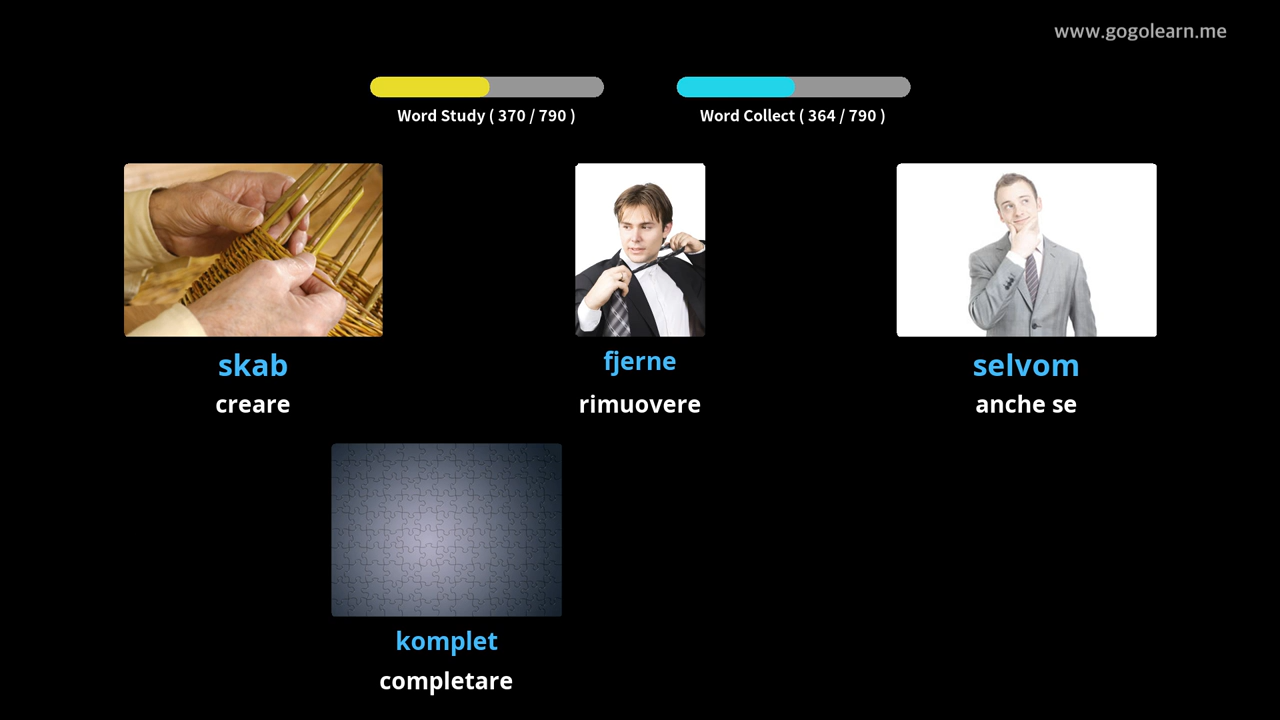 www.gogolearn.me
Word Study ( 370 / 790 )
Word Collect ( 364 / 790 )
skab
creare
fjerne
rimuovere
selvom
anche se
komplet
completare